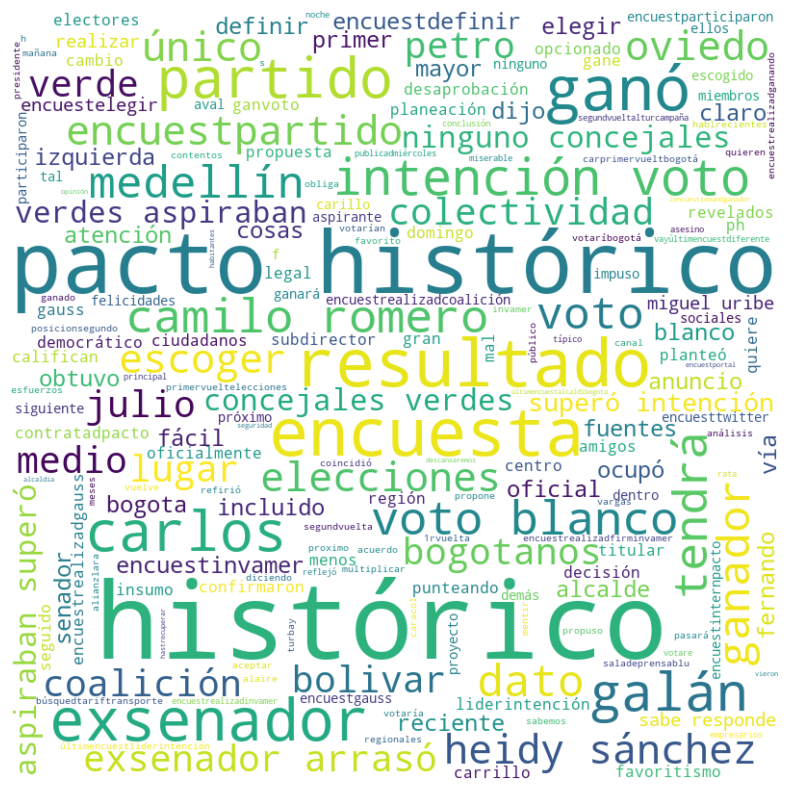 electores
definir
encuestdefinir
elegir
encuestparticiparon
noche
ellos
realizar
único
primer
petro
opcionado
oviedo
mañana
cambio
partido
mayor
ninguno
gane
escogido
presidente
verde
desaprobación
ganó
miembros
encuestelegir
aval
ganvoto
planeación
dijo
segundvueltalturcampaña
claro
hablrecientes
encuestrealizadganando
encuestpartido
conclusión
ninguno concejales
participaron
izquierda
contentos
propuesta
publicadmiércoles
miserable
carprimervueltbogotá
quieren
tal
medellín
obliga
intención voto
opinión
carillo
verdes aspiraban
aspirante
votarían
colectividad
revelados
asesino
atención
cosas
favorito
domingo
votaríbogotá
ph
vayúltimencuestdiferente
habitantes
pacto histórico
f
legal
ganará
impuso
ganado
gauss
felicidades
encuestrealizadcoalición
invamer
miguel uribe
posicionsegundo
camilo romero
voto
sociales
democrático
ciudadanos
subdirector
gran
mal
público
típico
blanco
quiere
califican
escoger
resultado
canal
planteó
encuestportal
esfuerzos
principal
obtuvo
primervueltelecciones
anuncio
siguiente
julio
concejales verdes
superó intención
seguridad
próximo
encuesttwitter
contratadpacto
fácil
encuesta
fuentes
análisis
vía
oficialmente
amigos
medio
lugar
coincidió
descansaremos
centro
ocupó
tendrá
alcaldia
meses
vuelve
refirió
elecciones
propone
vargas
dentro
rata
aspiraban superó
bogota
incluido
región
oficial
segundvuelta
1rvuelta
encuestrealizadfirminvamer
carlos
voto blanco
senador
encuestrealizadgauss
alianzlara
proximo
acuerdo
menos
titular
ganador
encuestinvamer
diciendo
reflejó
multiplicar
bogotanos
decisión
fernando
insumo
confirmaron
punteando
demás
alcalde
seguido
hastrecuperar
turbay
histórico
caracol
mentir
proyecto
propuso
pasará
encuestinternpacto
votare
saladeprensablu
aceptar
coalición
alaire
bolivar
dato
galán
vieron
búsquedtariftransporte
encuestrealizadinvamer
encuestgauss
liderintención
exsenador
votaría
reciente
sabemos
sabe responde
empresarios
últimencuestliderintención
regionales
heidy sánchez
exsenador arrasó
carrillo
favoritismo